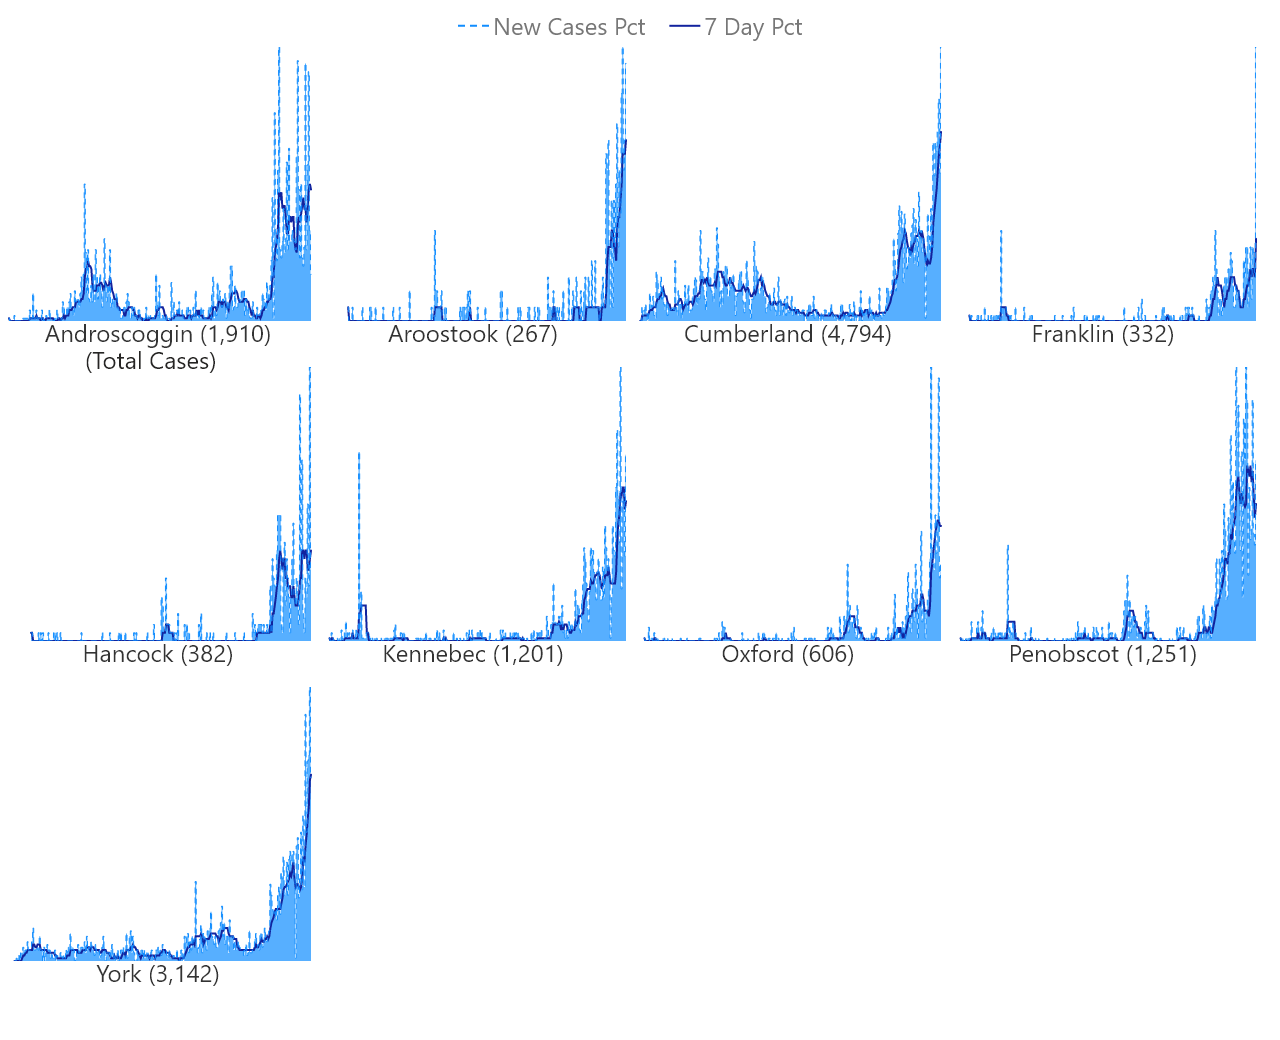 New Cases Pct 7 Day Pct
Androscoggin (1,910) Aroostook (267) Cumberland (4,794) Franklin (332)
(Total Cases)
Hancock (382) Kennebec (1,201) Oxford (606) Penobscot (1,251)
York (3,142)